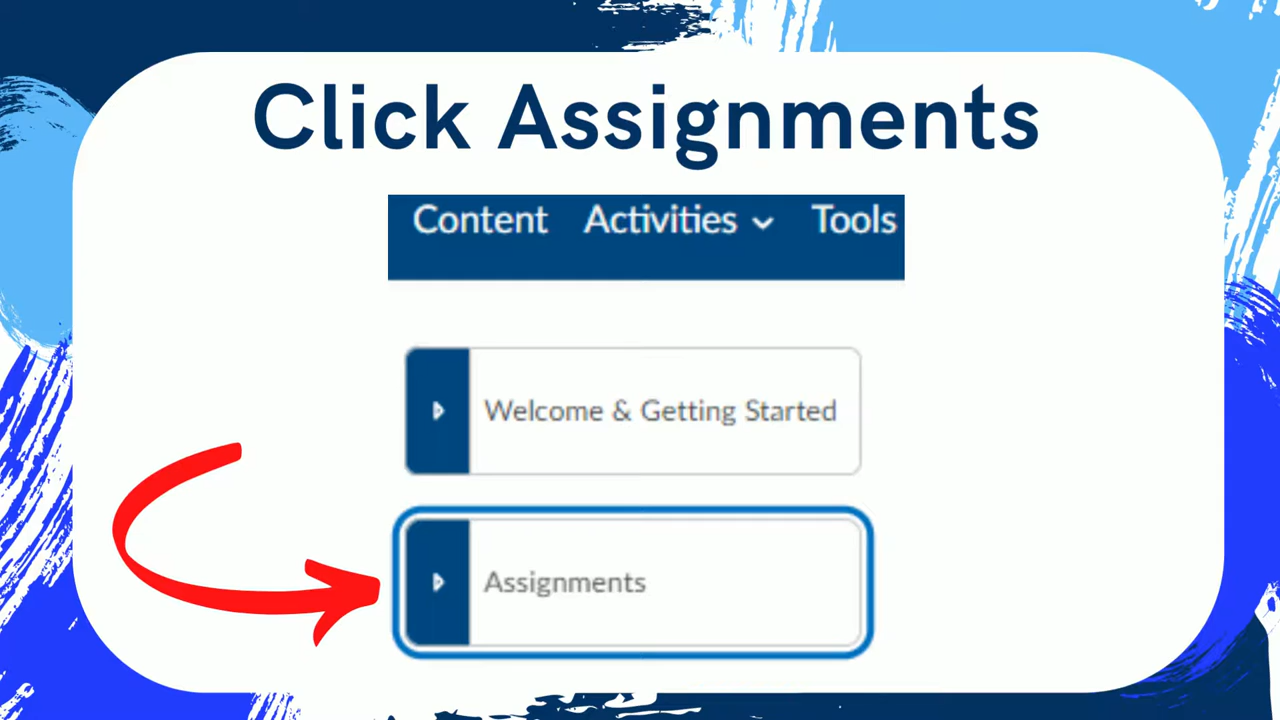 Click Assignments
Content Activities Tools
Welcome & Getting Started
Assignments